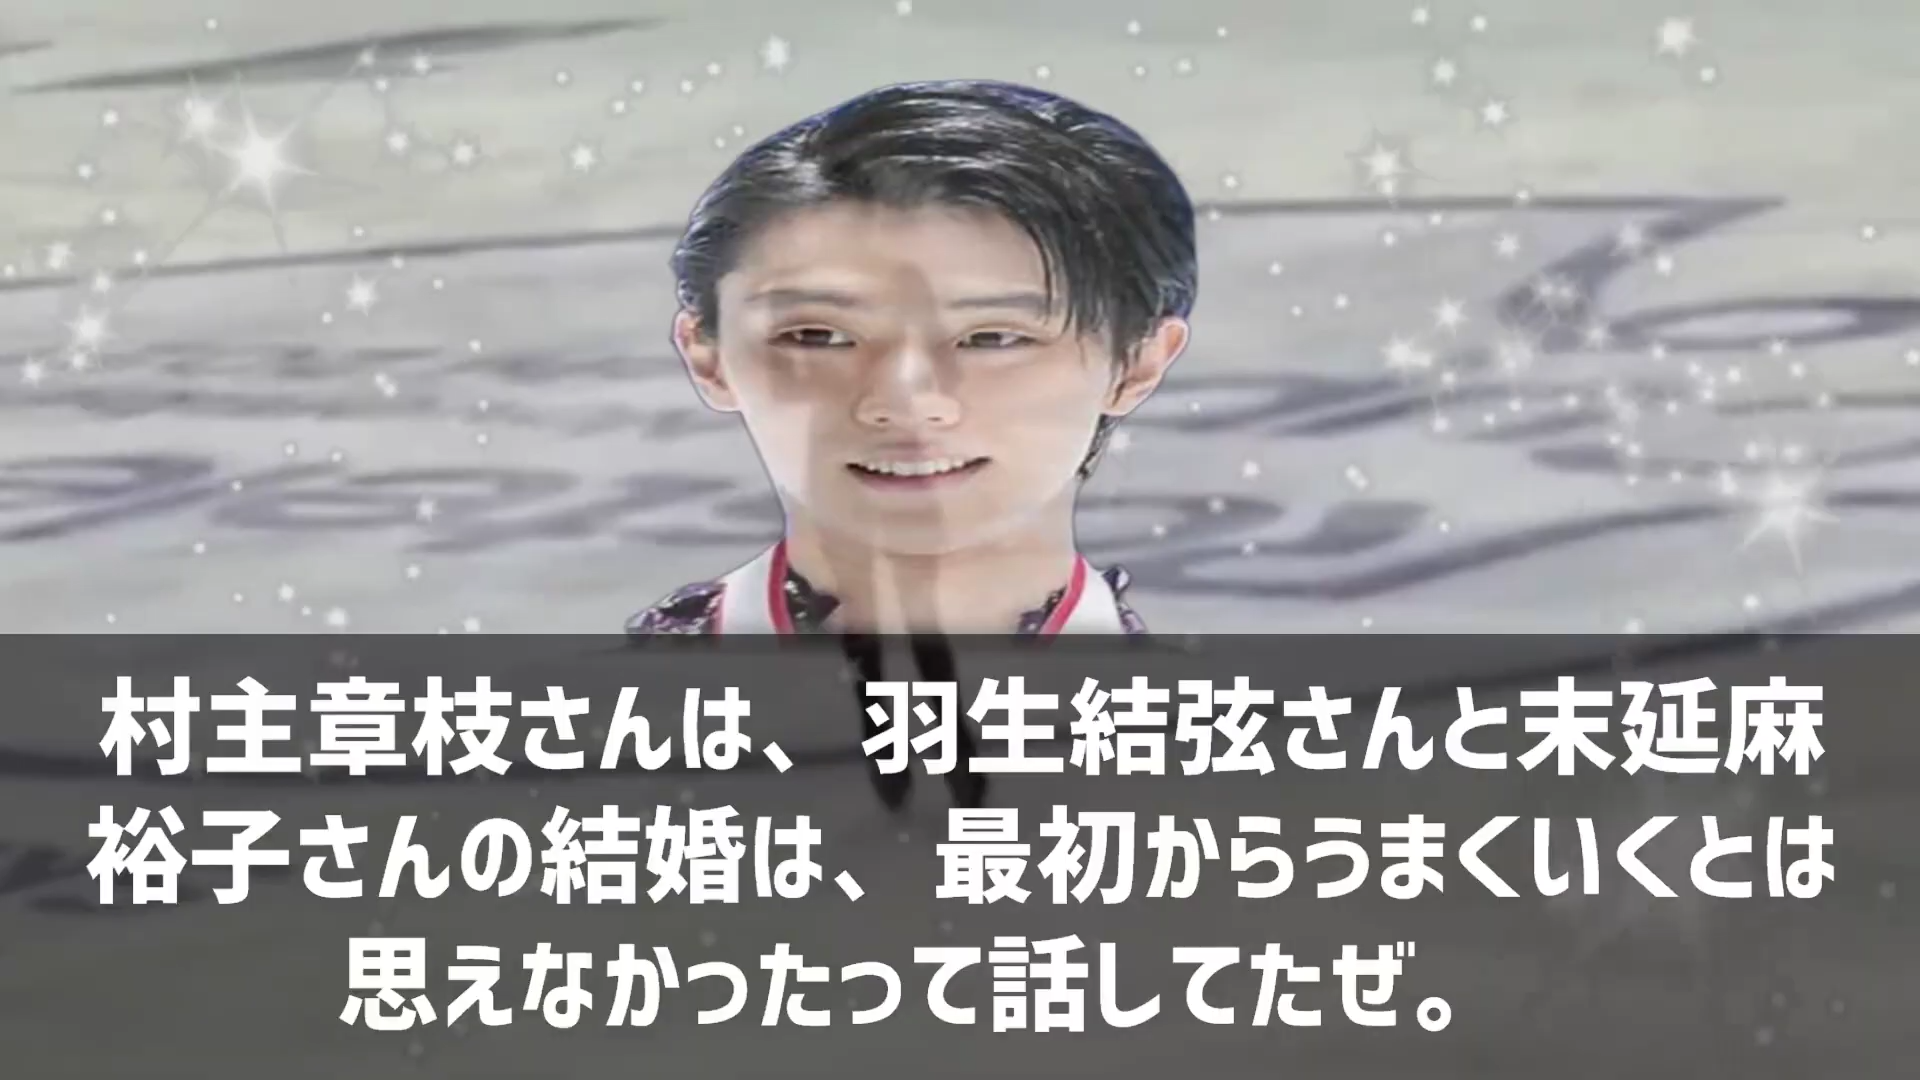 村主章枝さんは、羽生結弦さんと末延麻
裕子さんの結婚は、最初からうまくいくとは
思えなかったって話してたぜ。